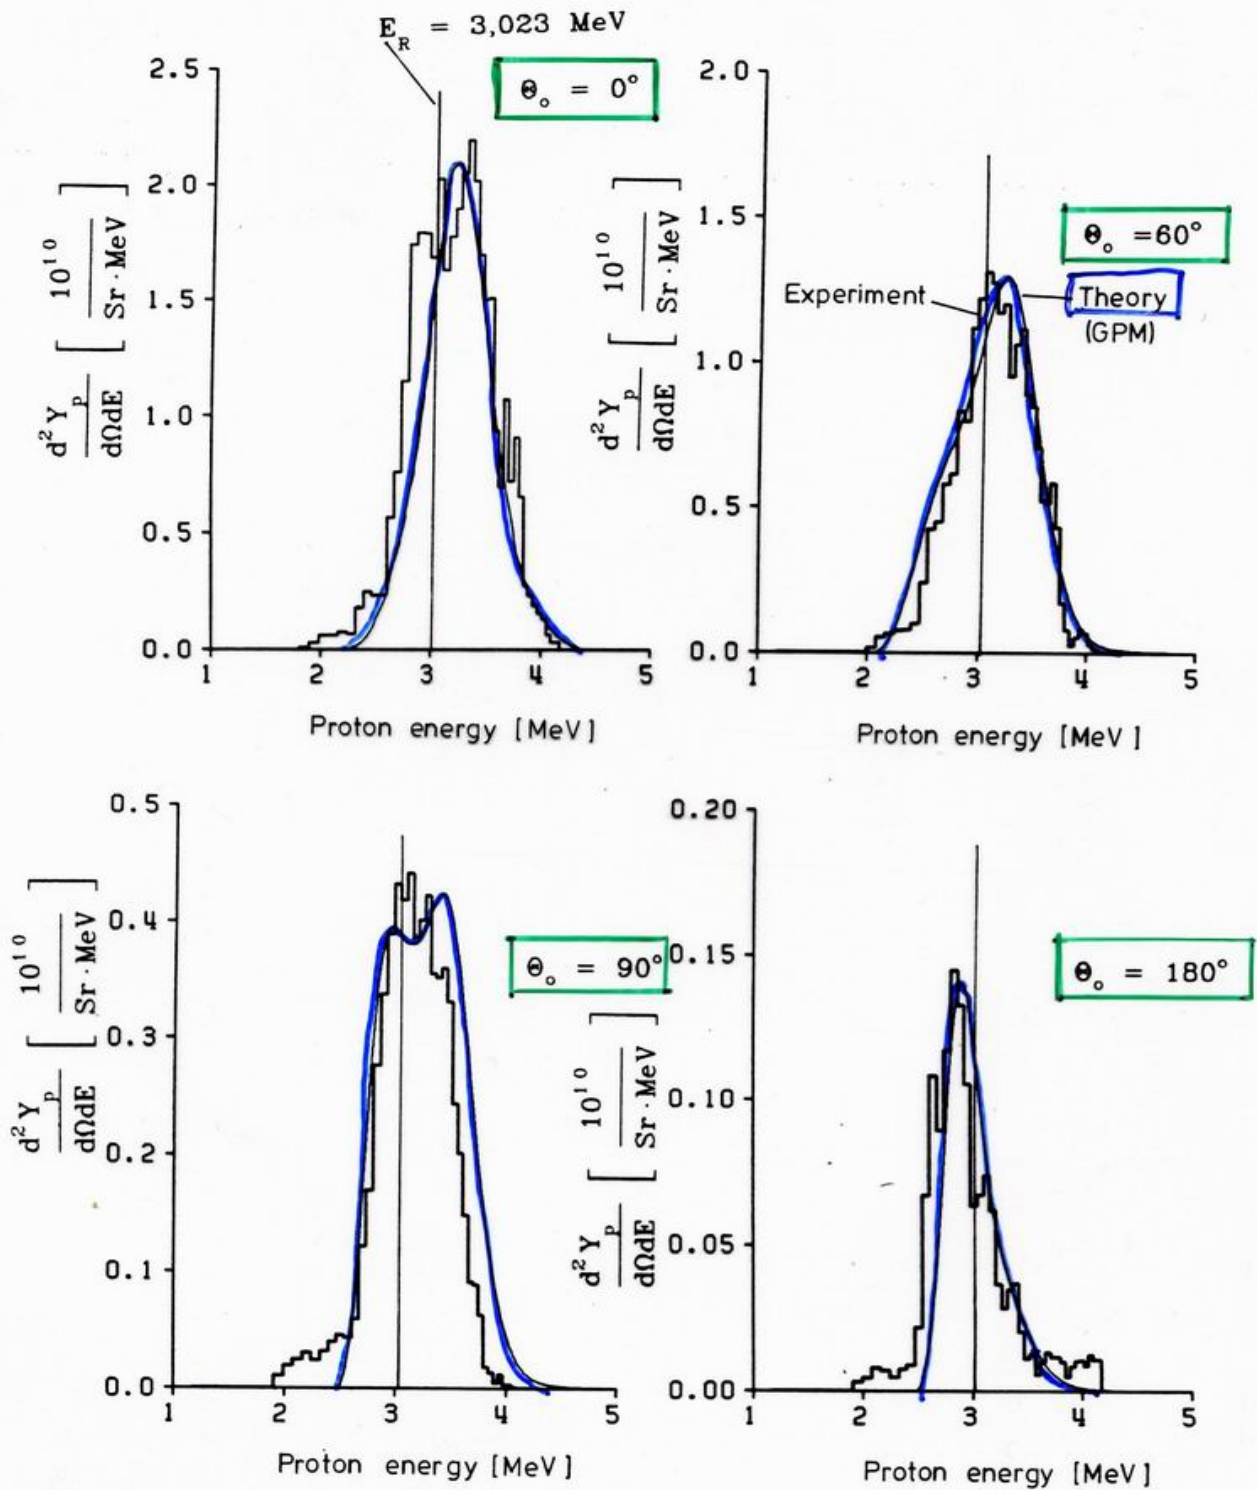 E_R = 3,023 MeV
Θ_o = 0°
2.5
2.0
1.5
1.0
0.5
0.0
1 2 3 4 5
d²Y_p / dΩdE [ 10¹⁰ / Sr·MeV ]
Proton energy [MeV]
Θ_o =60°
Experiment
Theory
(GPM)
2.0
1.5
1.0
0.5
0.0
1 2 3 4 5
d²Y_p / dΩdE [ 10¹⁰ / Sr·MeV ]
Proton energy [MeV]
Θ_o = 90°
0.5
0.4
0.3
0.2
0.1
0.0
1 2 3 4 5
d²Y_p / dΩdE [ 10¹⁰ / Sr·MeV ]
Proton energy [MeV]
Θ_o = 180°
0.20
0.15
0.10
0.05
0.00
1 2 3 4 5
d²Y_p / dΩdE [ 10¹⁰ / Sr·MeV ]
Proton energy [MeV]